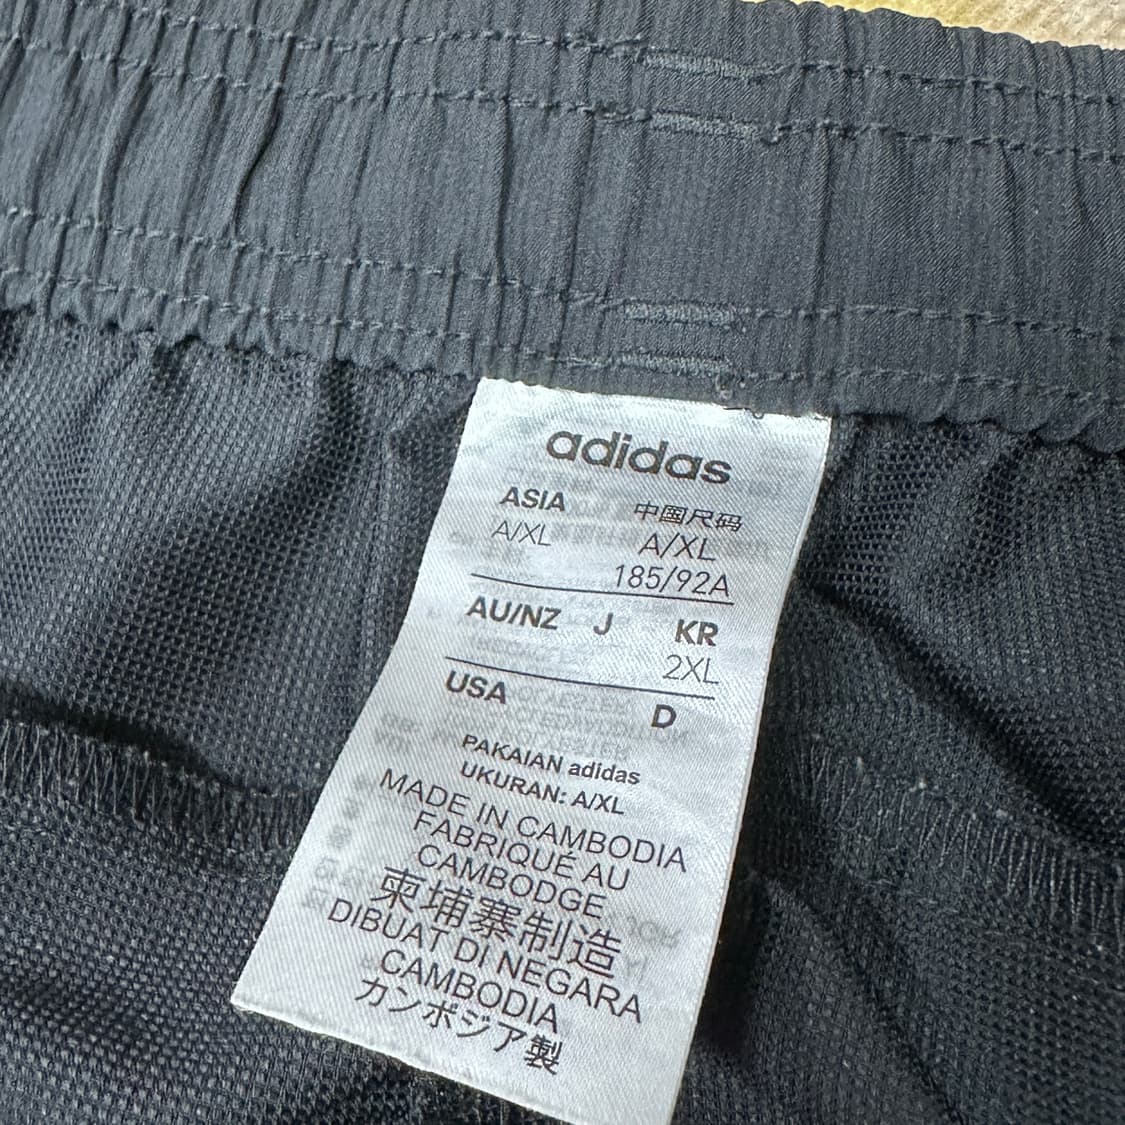 adidas
ASIA 中国尺码
A/XL A/XL
185/92A
AU/NZ J KR
2XL
USA D
PAKAIAN adidas
UKURAN: A/XL
MADE IN CAMBODIA
FABRIQUÉ AU
CAMBODGE
柬埔寨制造
DIBUAT DI NEGARA
CAMBODIA
カンボジア製